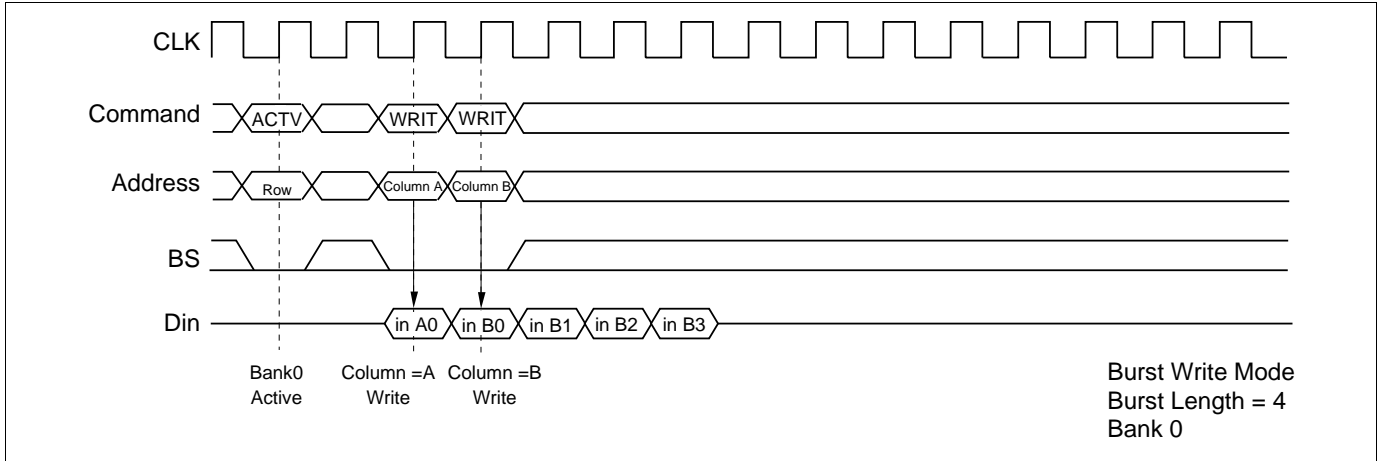 CLK
Command ACTV WRIT WRIT
Address Row Column A Column B
BS
Din in A0 in B0 in B1 in B2 in B3
Bank0 Column =A Column =B
Active Write Write
Burst Write Mode
Burst Length = 4
Bank 0